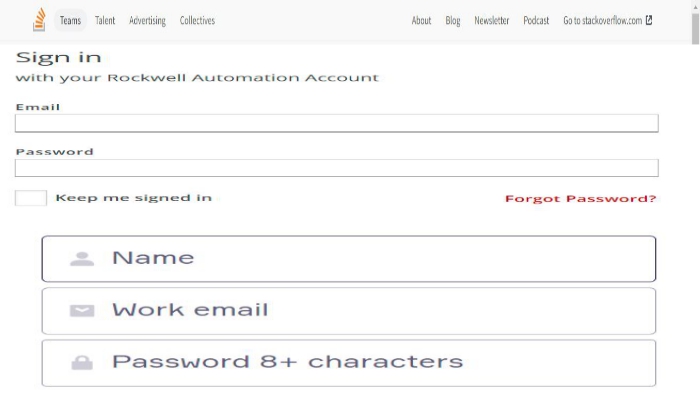 Teams Talent Advertising Collectives About Blog Newsletter Podcast Go to stackoverflow.com
Sign in
with your Rockwell Automation Account
Email
Password
Keep me signed in Forgot Password?
Name
Work email
Password 8+ characters